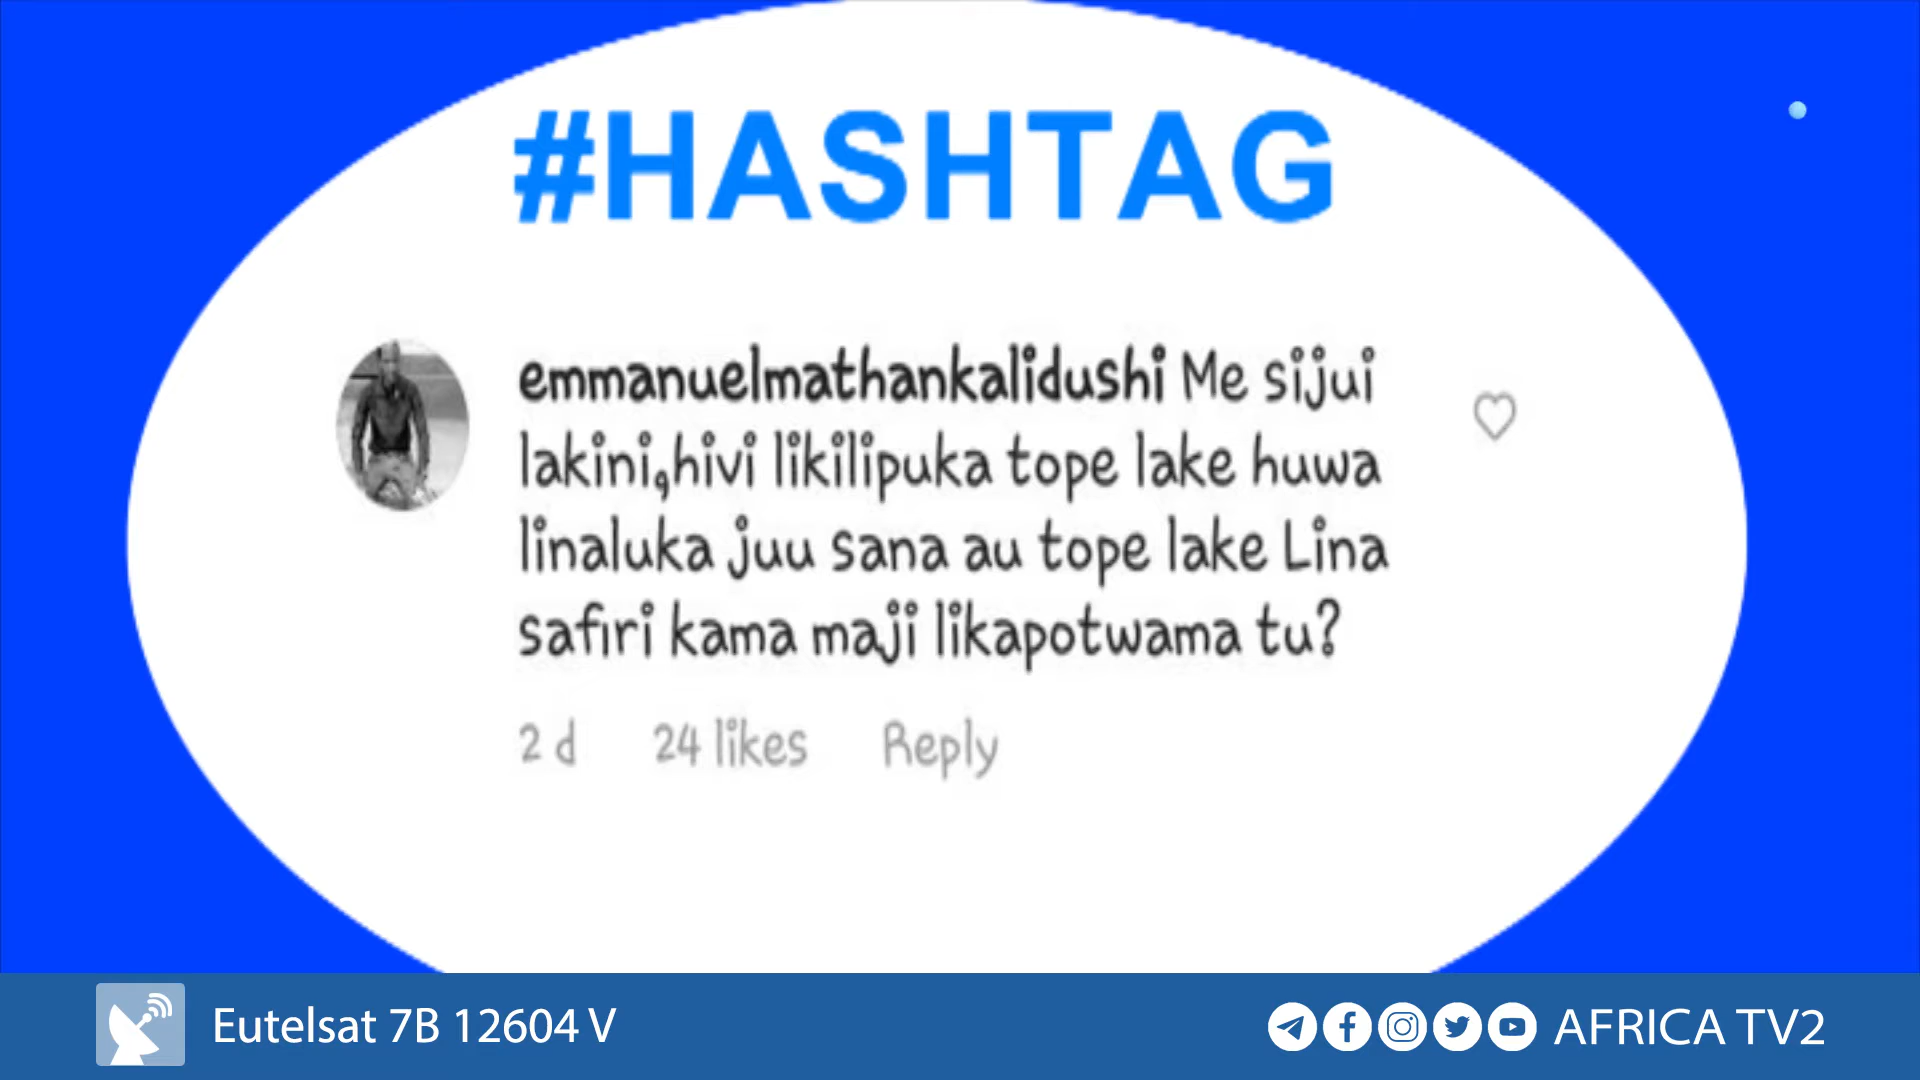 #HASHTAG
emmanuelmathankalidushi Me sijui
lakini,hivi likilipuka tope lake huwa
linaluka juu sana au tope lake Lina
safiri kama maji likapotwama tu?
2 d 24 likes Reply
Eutelsat 7B 12604 V
AFRICA TV2